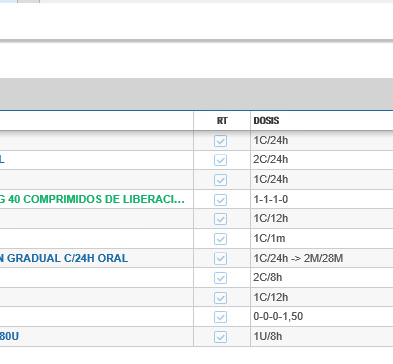 RT DOSIS
1C/24h
L 2C/24h
1C/24h
G 40 COMPRIMIDOS DE LIBERACI... 1-1-1-0
1C/12h
1C/1m
N GRADUAL C/24H ORAL 1C/24h -> 2M/28M
2C/8h
1C/12h
0-0-0-1,50
80U 1U/8h